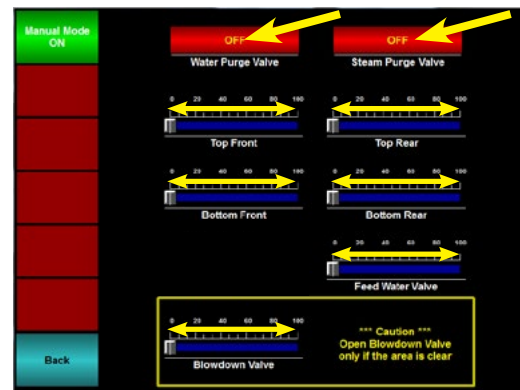 Manual Mode
ON
OFF
OFF
Water Purge Valve
Steam Purge Valve
0 20 40 60 80 100
0 20 40 60 80 100
Top Front
Top Rear
0 20 40 60 80 100
0 20 40 60 80 100
Bottom Front
Bottom Rear
0 20 40 60 80 100
Feed Water Valve
0 20 40 60 80 100
Blowdown Valve
*** Caution ***
Open Blowdown Valve
only if the area is clear
Back